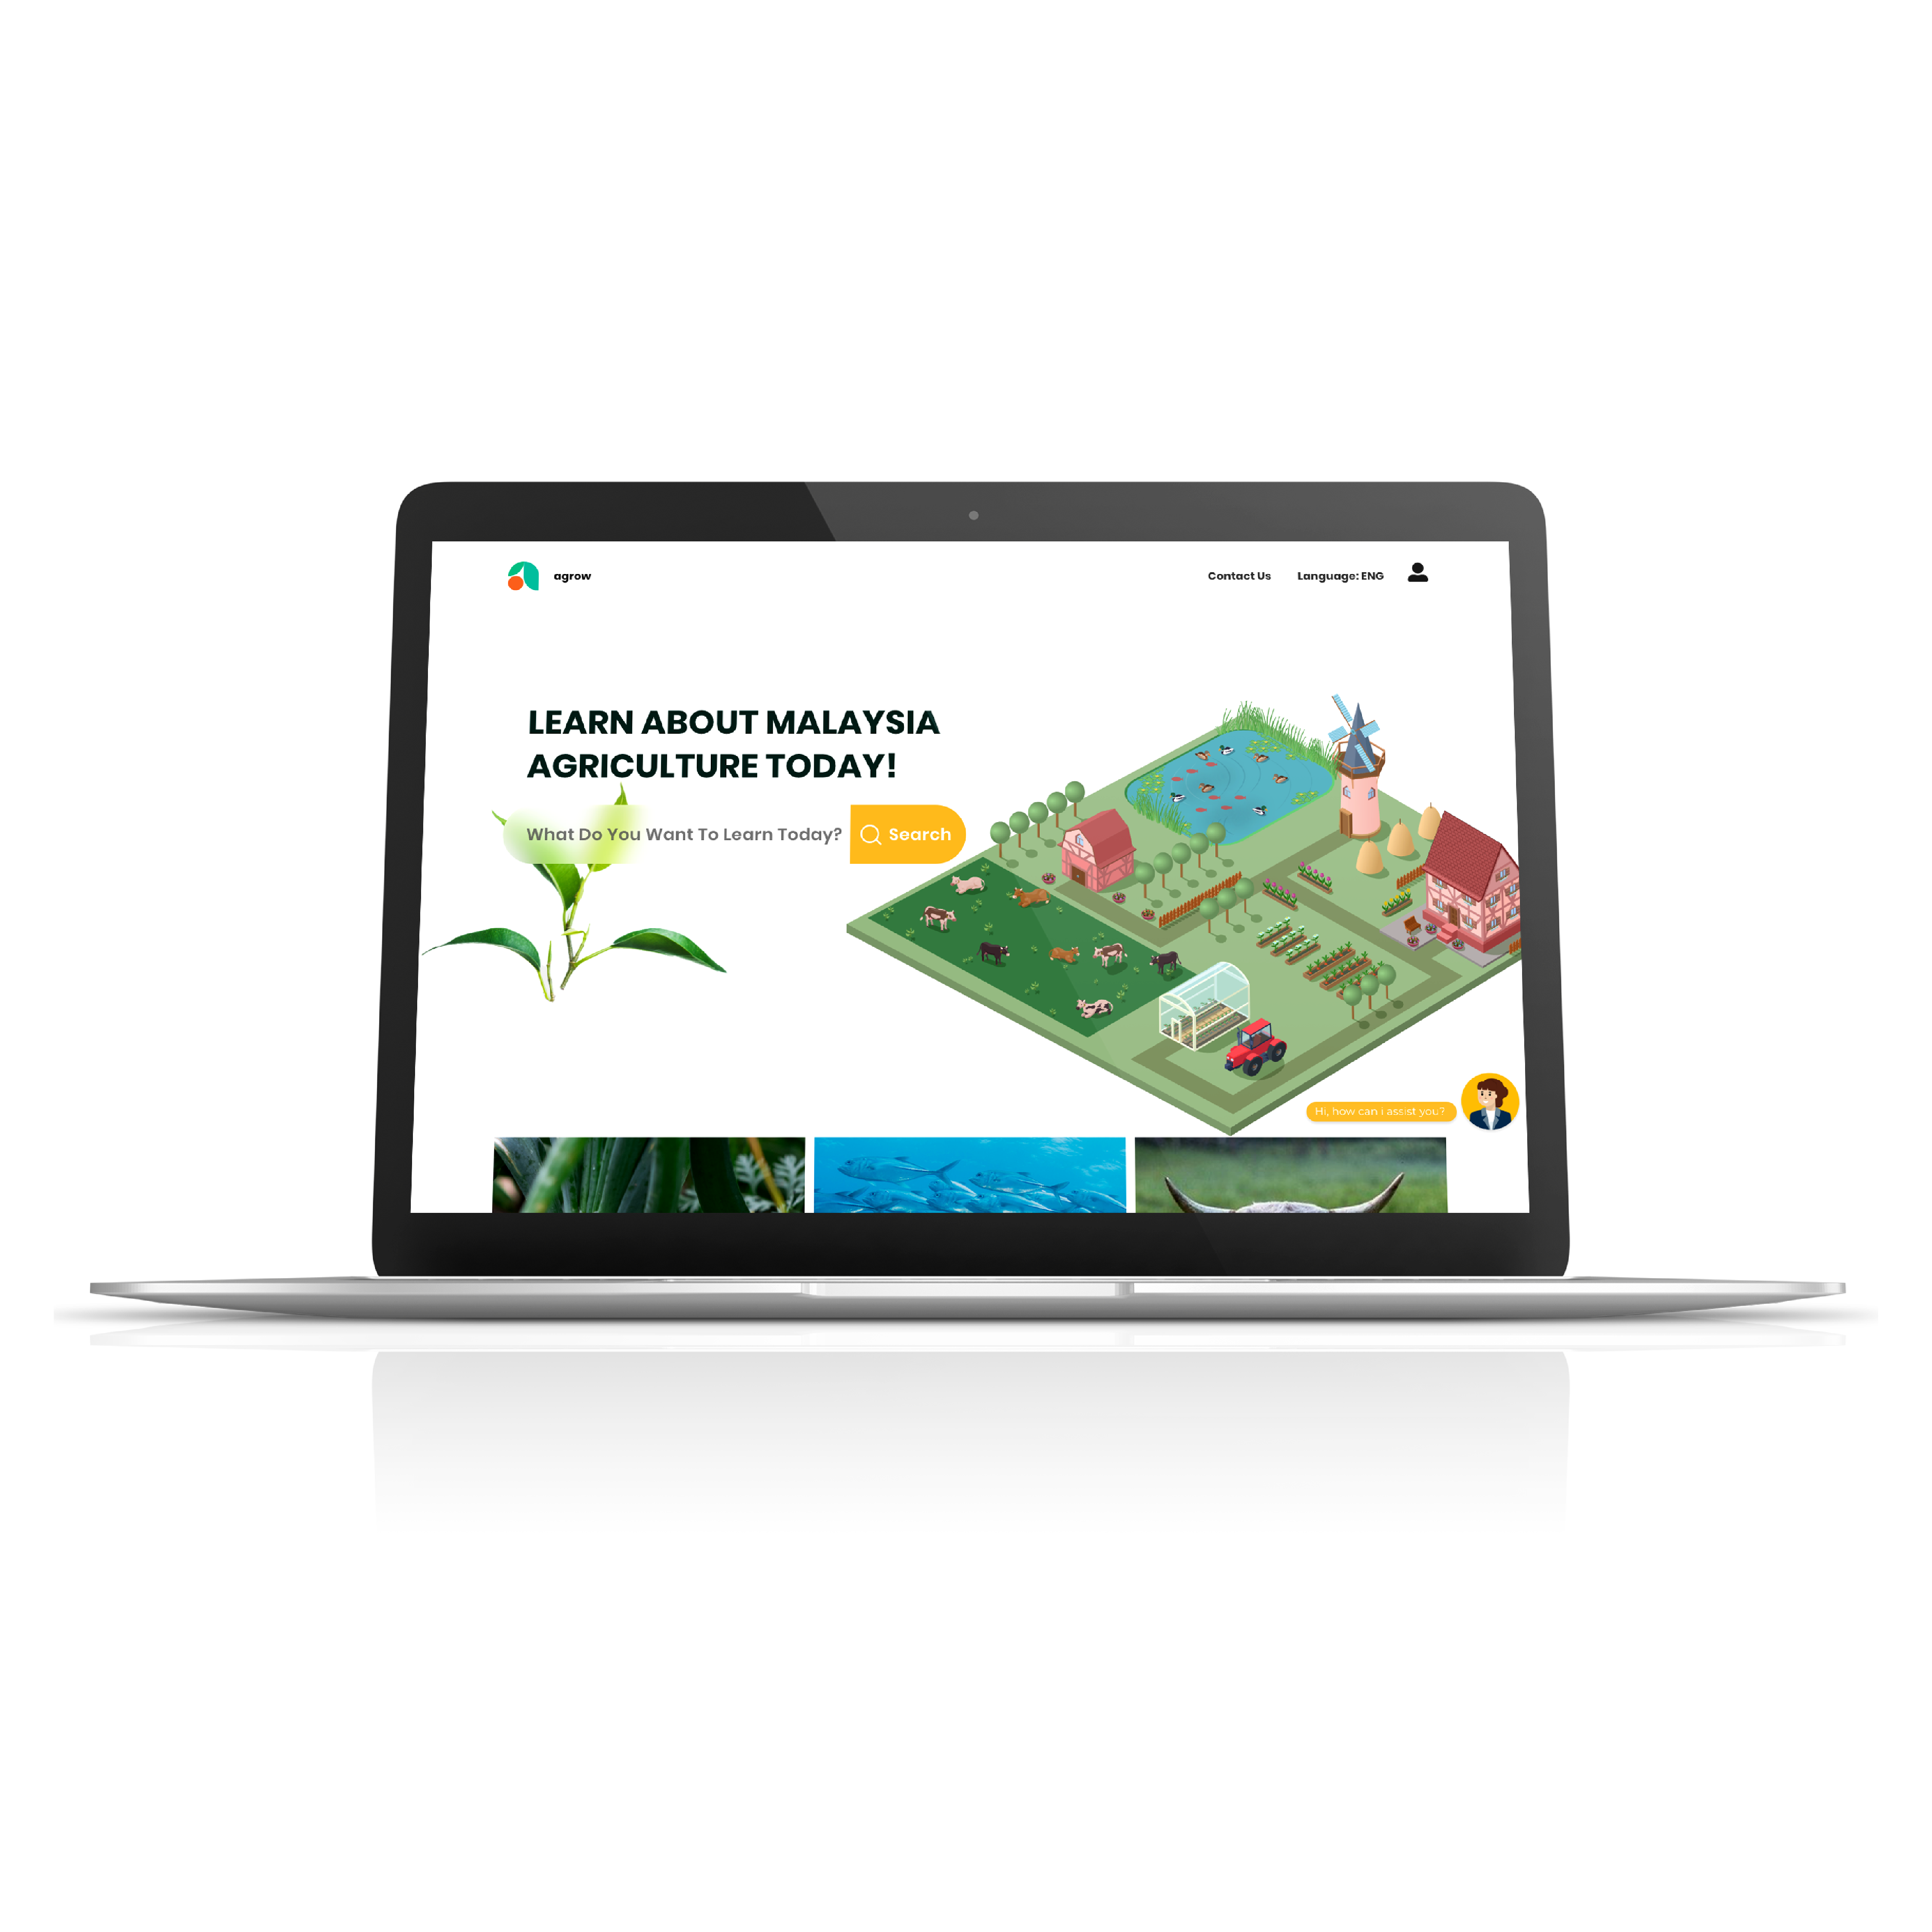 agrow
Contact Us
Language: ENG
LEARN ABOUT MALAYSIA
AGRICULTURE TODAY!
What Do You Want To Learn Today?
Search
Hi, how can i assist you?